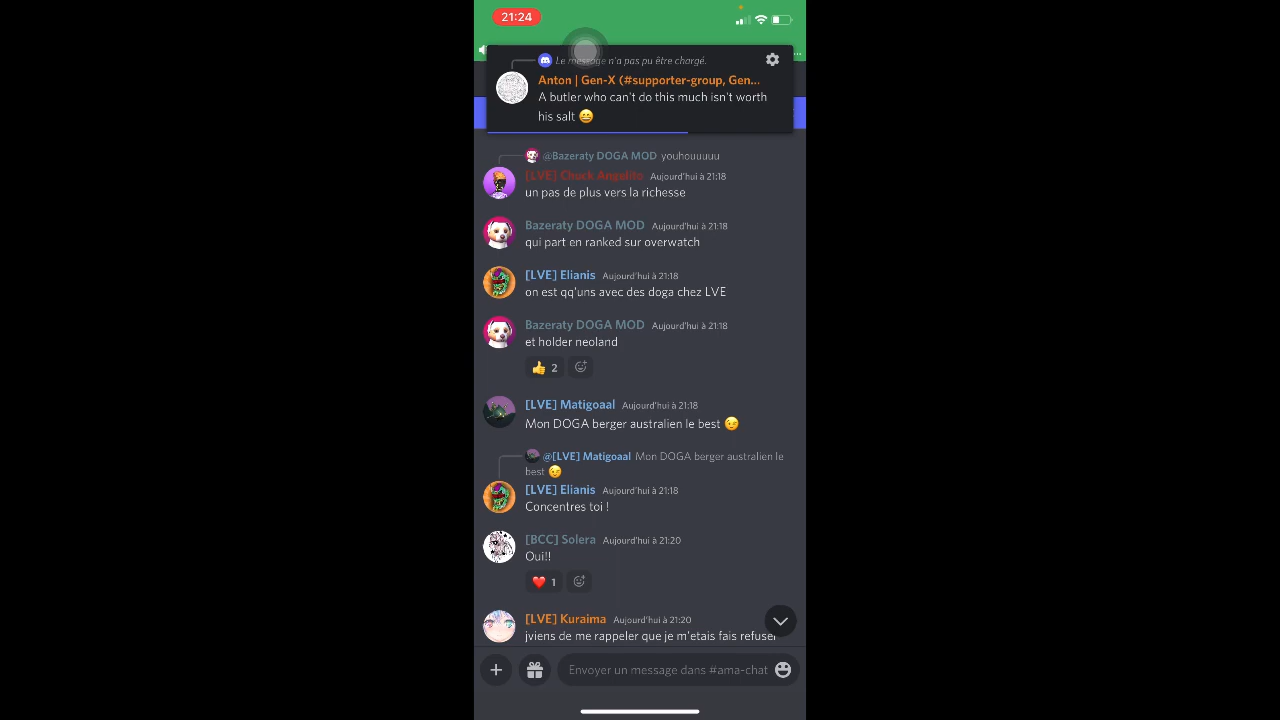 21:24
Le message n'a pas pu être chargé.
Anton | Gen-X (#supporter-group, Gen...
A butler who can't do this much isn't worth
his salt 😄
@Bazeraty DOGA MOD youhouuuuu
[LVE] Chuck Angelito Aujourd'hui à 21:18
un pas de plus vers la richesse
Bazeraty DOGA MOD Aujourd'hui à 21:18
qui part en ranked sur overwatch
[LVE] Elianis Aujourd'hui à 21:18
on est qq'uns avec des doga chez LVE
Bazeraty DOGA MOD Aujourd'hui à 21:18
et holder neoland
👍 2
[LVE] Matigoaal Aujourd'hui à 21:18
Mon DOGA berger australien le best 😉
@[LVE] Matigoaal Mon DOGA berger australien le
best 😉
[LVE] Elianis Aujourd'hui à 21:18
Concentres toi !
[BCC] Solera Aujourd'hui à 21:20
Oui!!
❤️ 1
[LVE] Kuraima Aujourd'hui à 21:20
jviens de me rappeler que je m'etais fais refuser
Envoyer un message dans #ama-chat